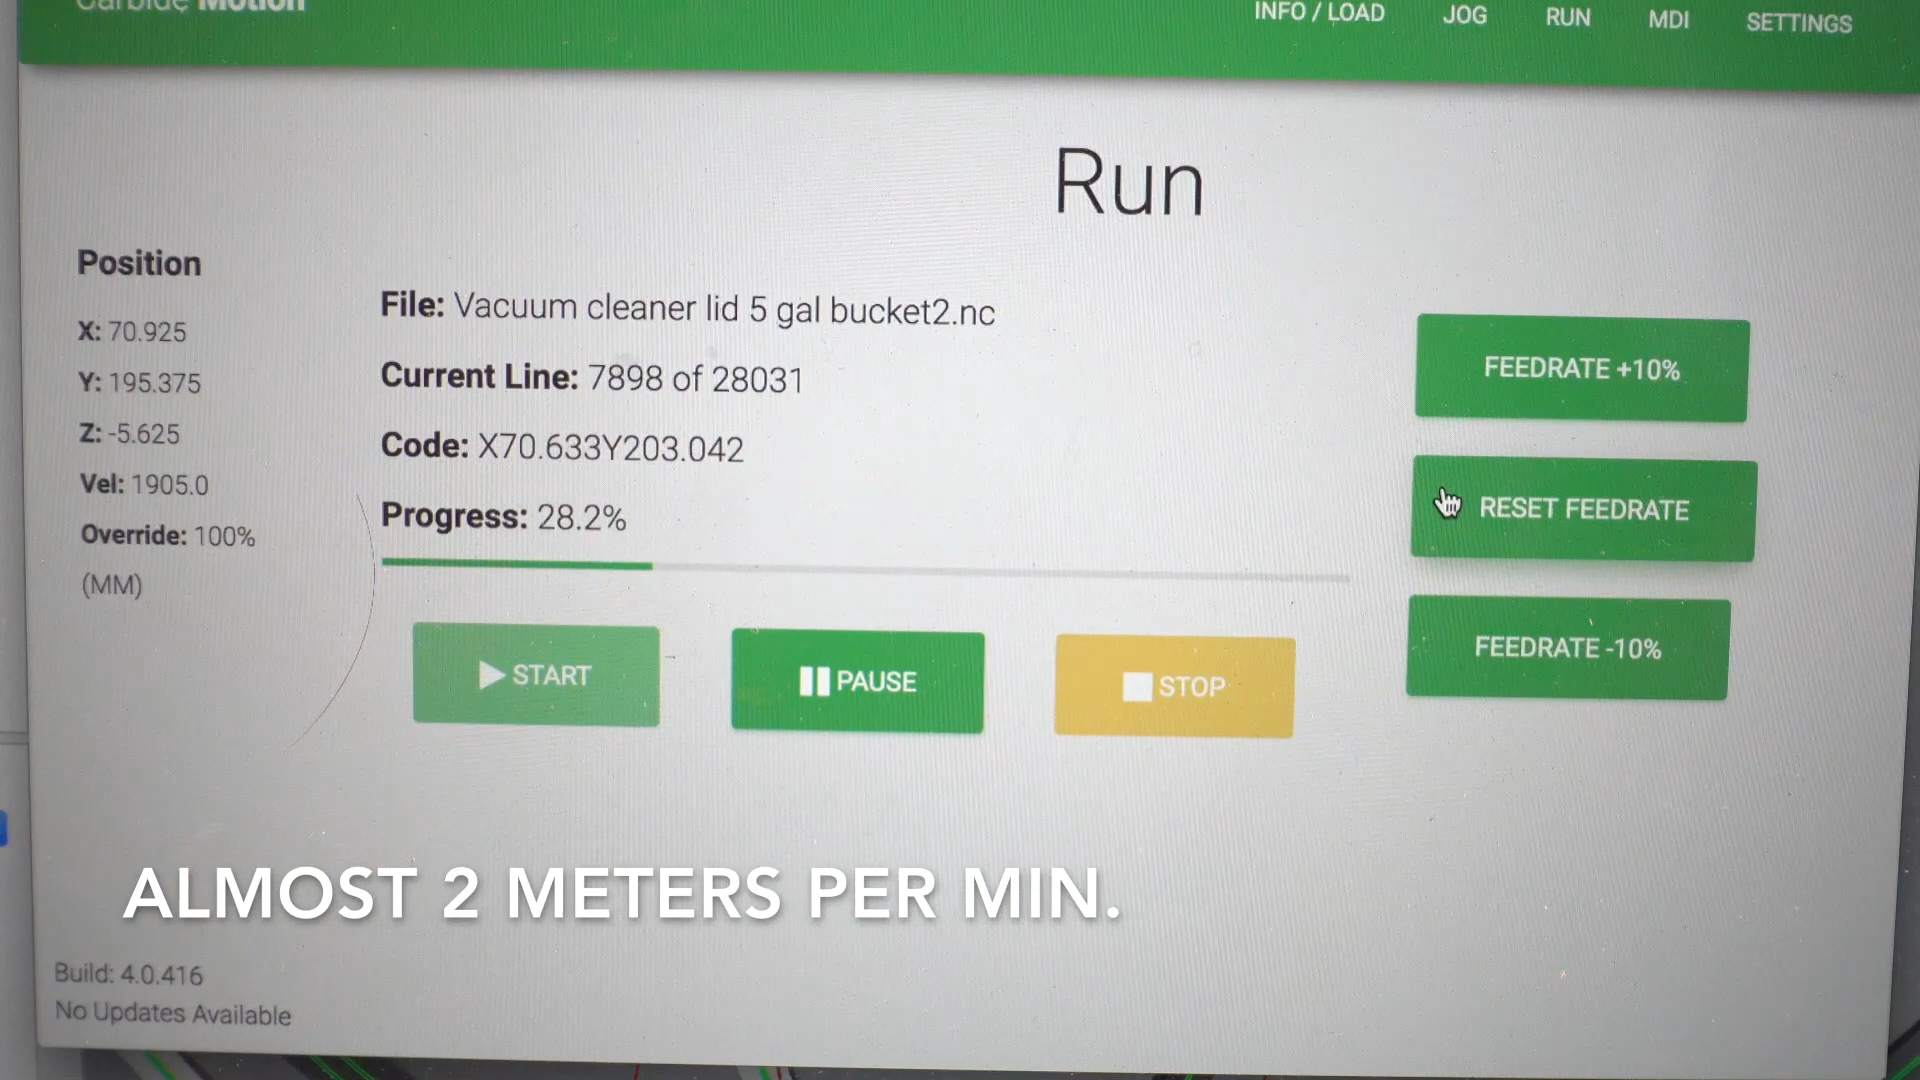 Carbide Motion
INFO / LOAD JOG RUN MDI SETTINGS
Run
Position
X: 70.925
Y: 195.375
Z: -5.625
Vel: 1905.0
Override: 100%
(MM)
File: Vacuum cleaner lid 5 gal bucket2.nc
Current Line: 7898 of 28031
Code: X70.633Y203.042
Progress: 28.2%
START PAUSE STOP
FEEDRATE +10%
RESET FEEDRATE
FEEDRATE -10%
ALMOST 2 METERS PER MIN.
Build: 4.0.416
No Updates Available